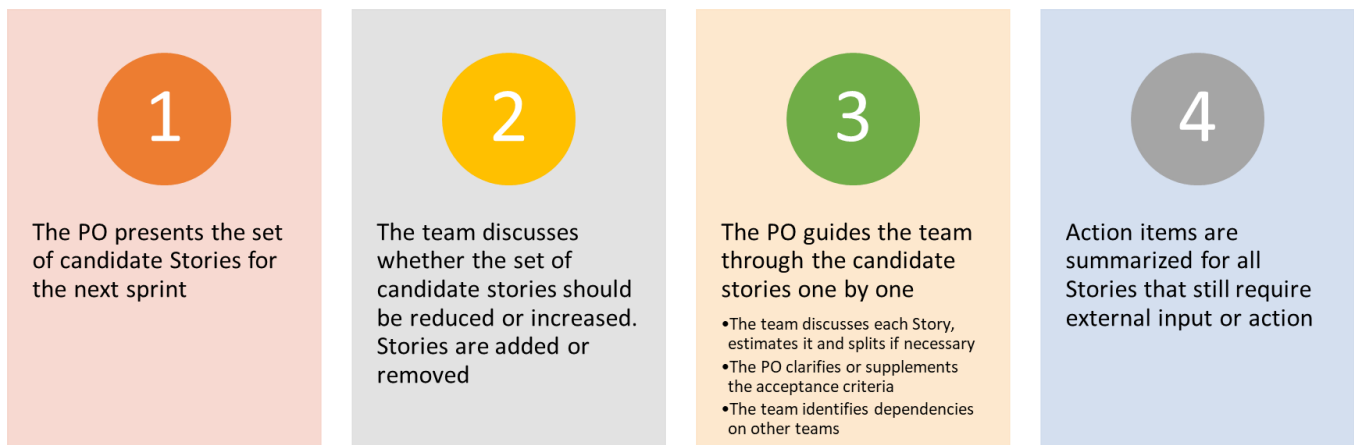 1
The PO presents the set
of candidate Stories for
the next sprint
2
The team discusses
whether the set of
candidate stories should
be reduced or increased.
Stories are added or
removed
3
The PO guides the team
through the candidate
stories one by one
•The team discusses each Story,
estimates it and splits if necessary
•The PO clarifies or supplements
the acceptance criteria
•The team identifies dependencies
on other teams
4
Action items are
summarized for all
Stories that still require
external input or action